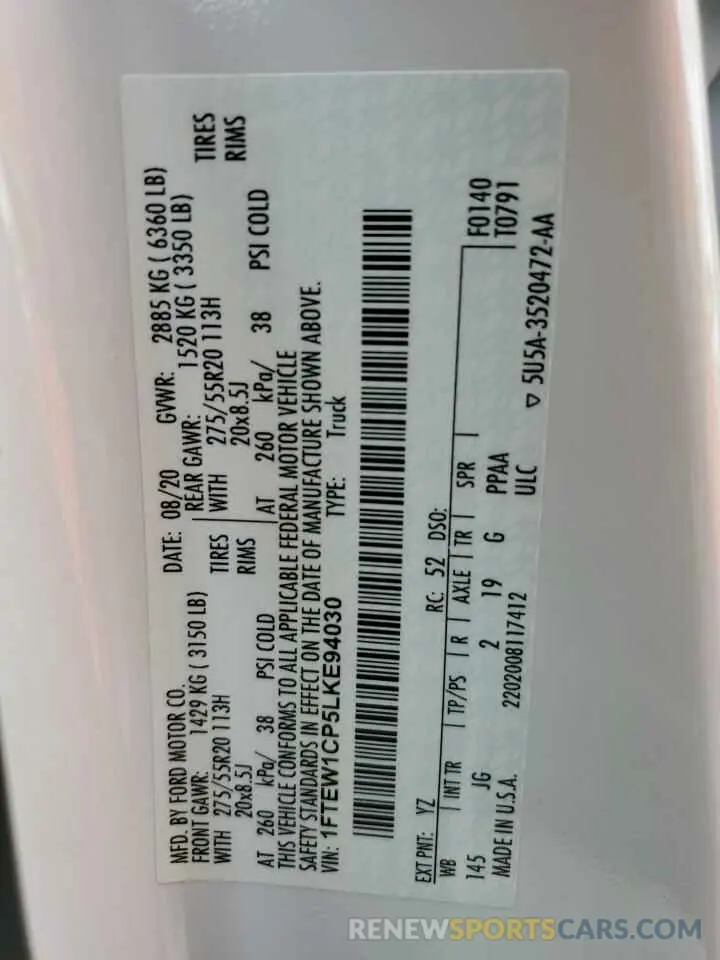 MFD. BY FORD MOTOR CO.
DATE: 08/20 GVWR: 2885 KG ( 6360 LB)
FRONT GAWR: 1429 KG ( 3150 LB)
REAR GAWR: 1520 KG ( 3350 LB)
WITH 275/55R20 113H TIRES
WITH 275/55R20 113H TIRES
20x8.5J RIMS
20x8.5J RIMS
AT 260 kPa/ 38 PSI COLD
AT 260 kPa/ 38 PSI COLD
THIS VEHICLE CONFORMS TO ALL APPLICABLE FEDERAL MOTOR VEHICLE
SAFETY STANDARDS IN EFFECT ON THE DATE OF MANUFACTURE SHOWN ABOVE.
VIN: 1FTEW1CP5LKE94030 TYPE: Truck
EXT PNT: YZ RC: 52 DSO: F0140
WB INT TR TP/PS R AXLE TR SPR T0791
145 JG 2 19 G PPAA
MADE IN U.S.A. 2202008117412 ULC
▽ 5U5A-3520472-AA
RENEWSPORTSCARS.COM